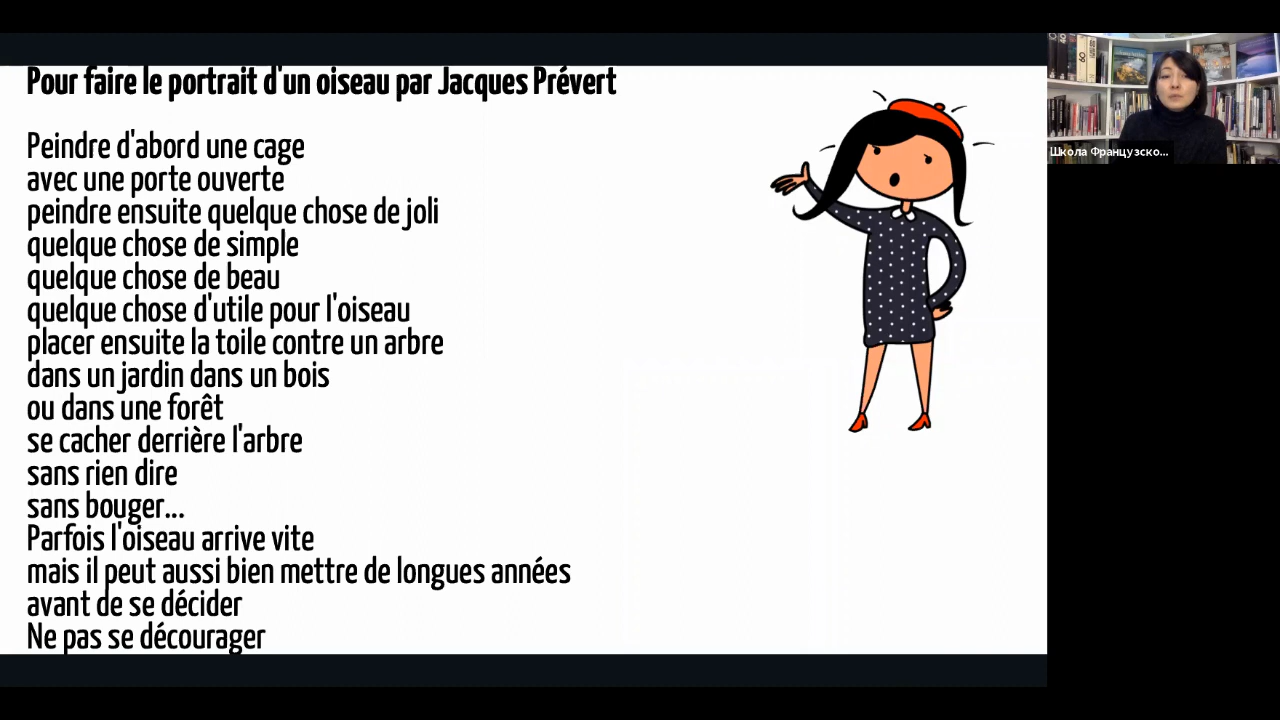 Pour faire le portrait d'un oiseau par Jacques Prévert
Peindre d'abord une cage
avec une porte ouverte
peindre ensuite quelque chose de joli
quelque chose de simple
quelque chose de beau
quelque chose d'utile pour l'oiseau
placer ensuite la toile contre un arbre
dans un jardin dans un bois
ou dans une forêt
se cacher derrière l'arbre
sans rien dire
sans bouger...
Parfois l'oiseau arrive vite
mais il peut aussi bien mettre de longues années
avant de se décider
Ne pas se décourager
Школа Французско...